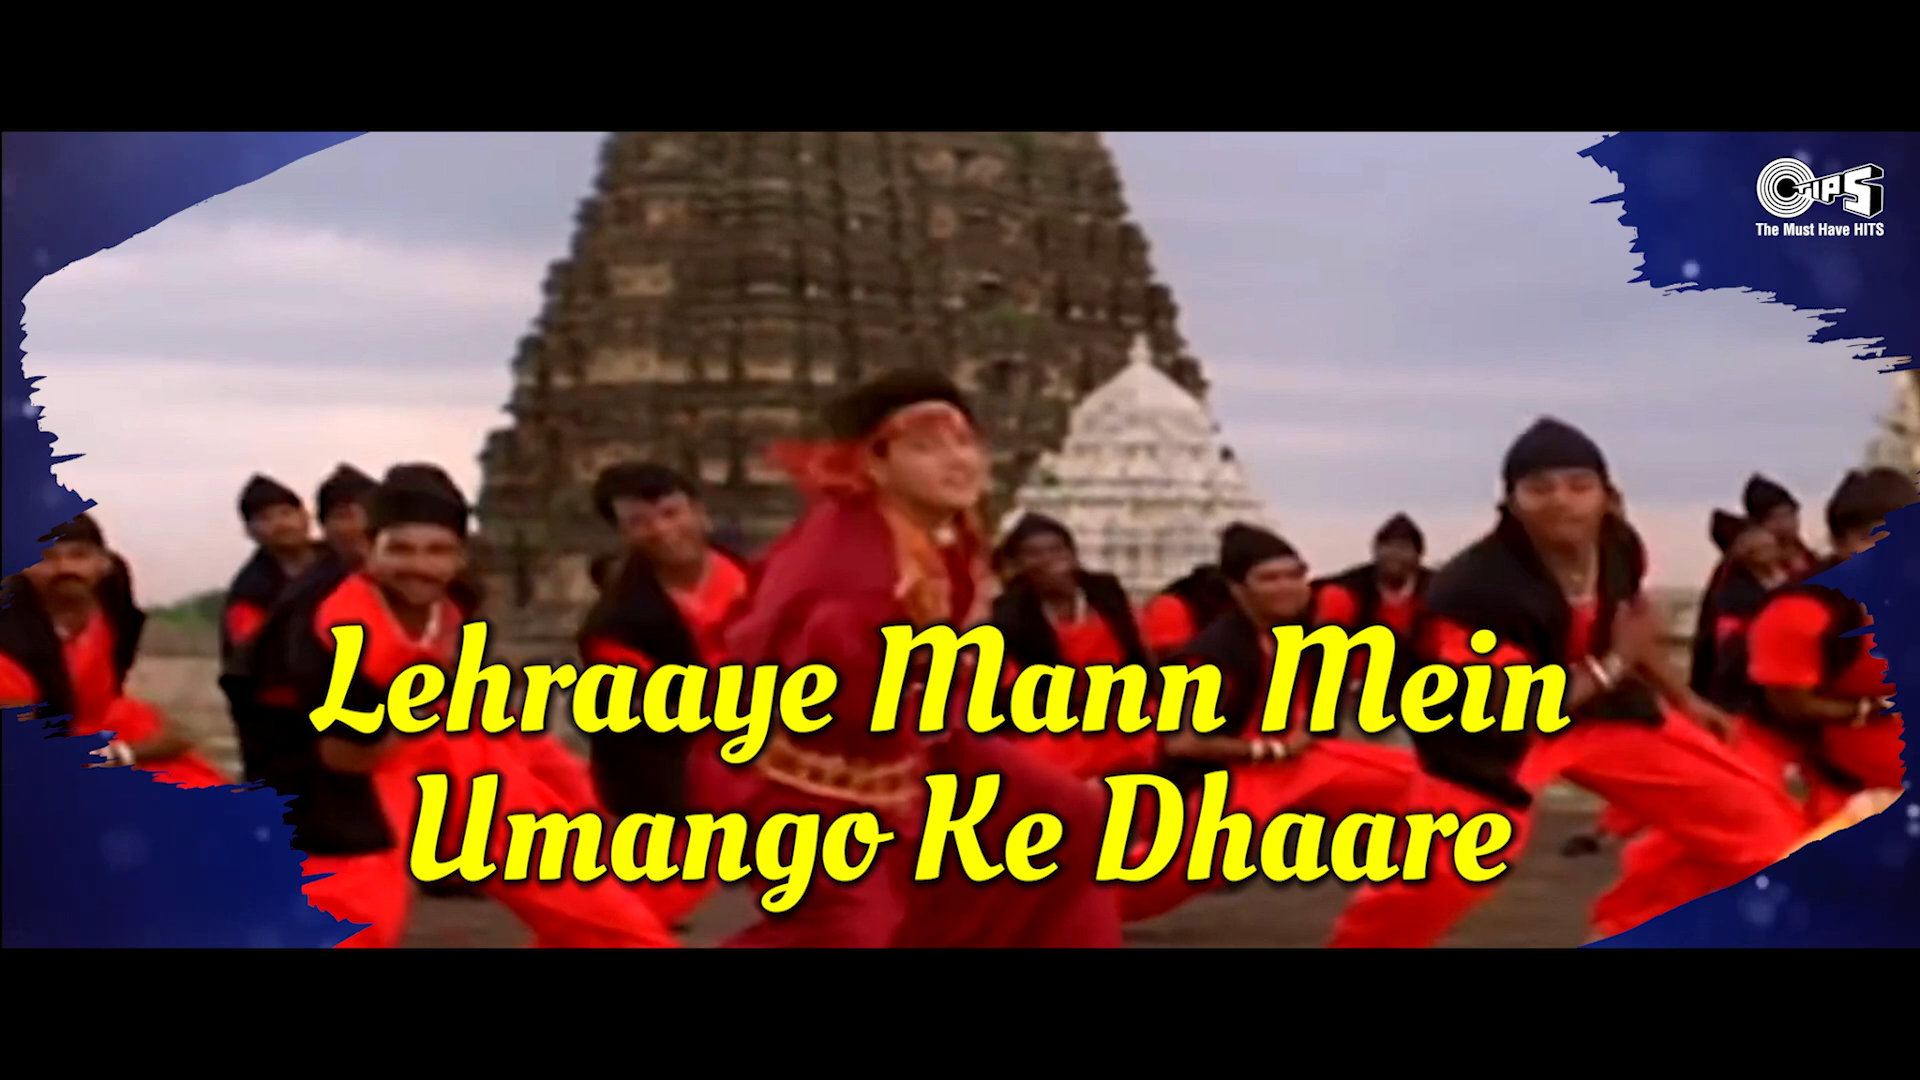 TIPS
The Must Have HITS
Lehraaye Mann Mein
Umango Ke Dhaare